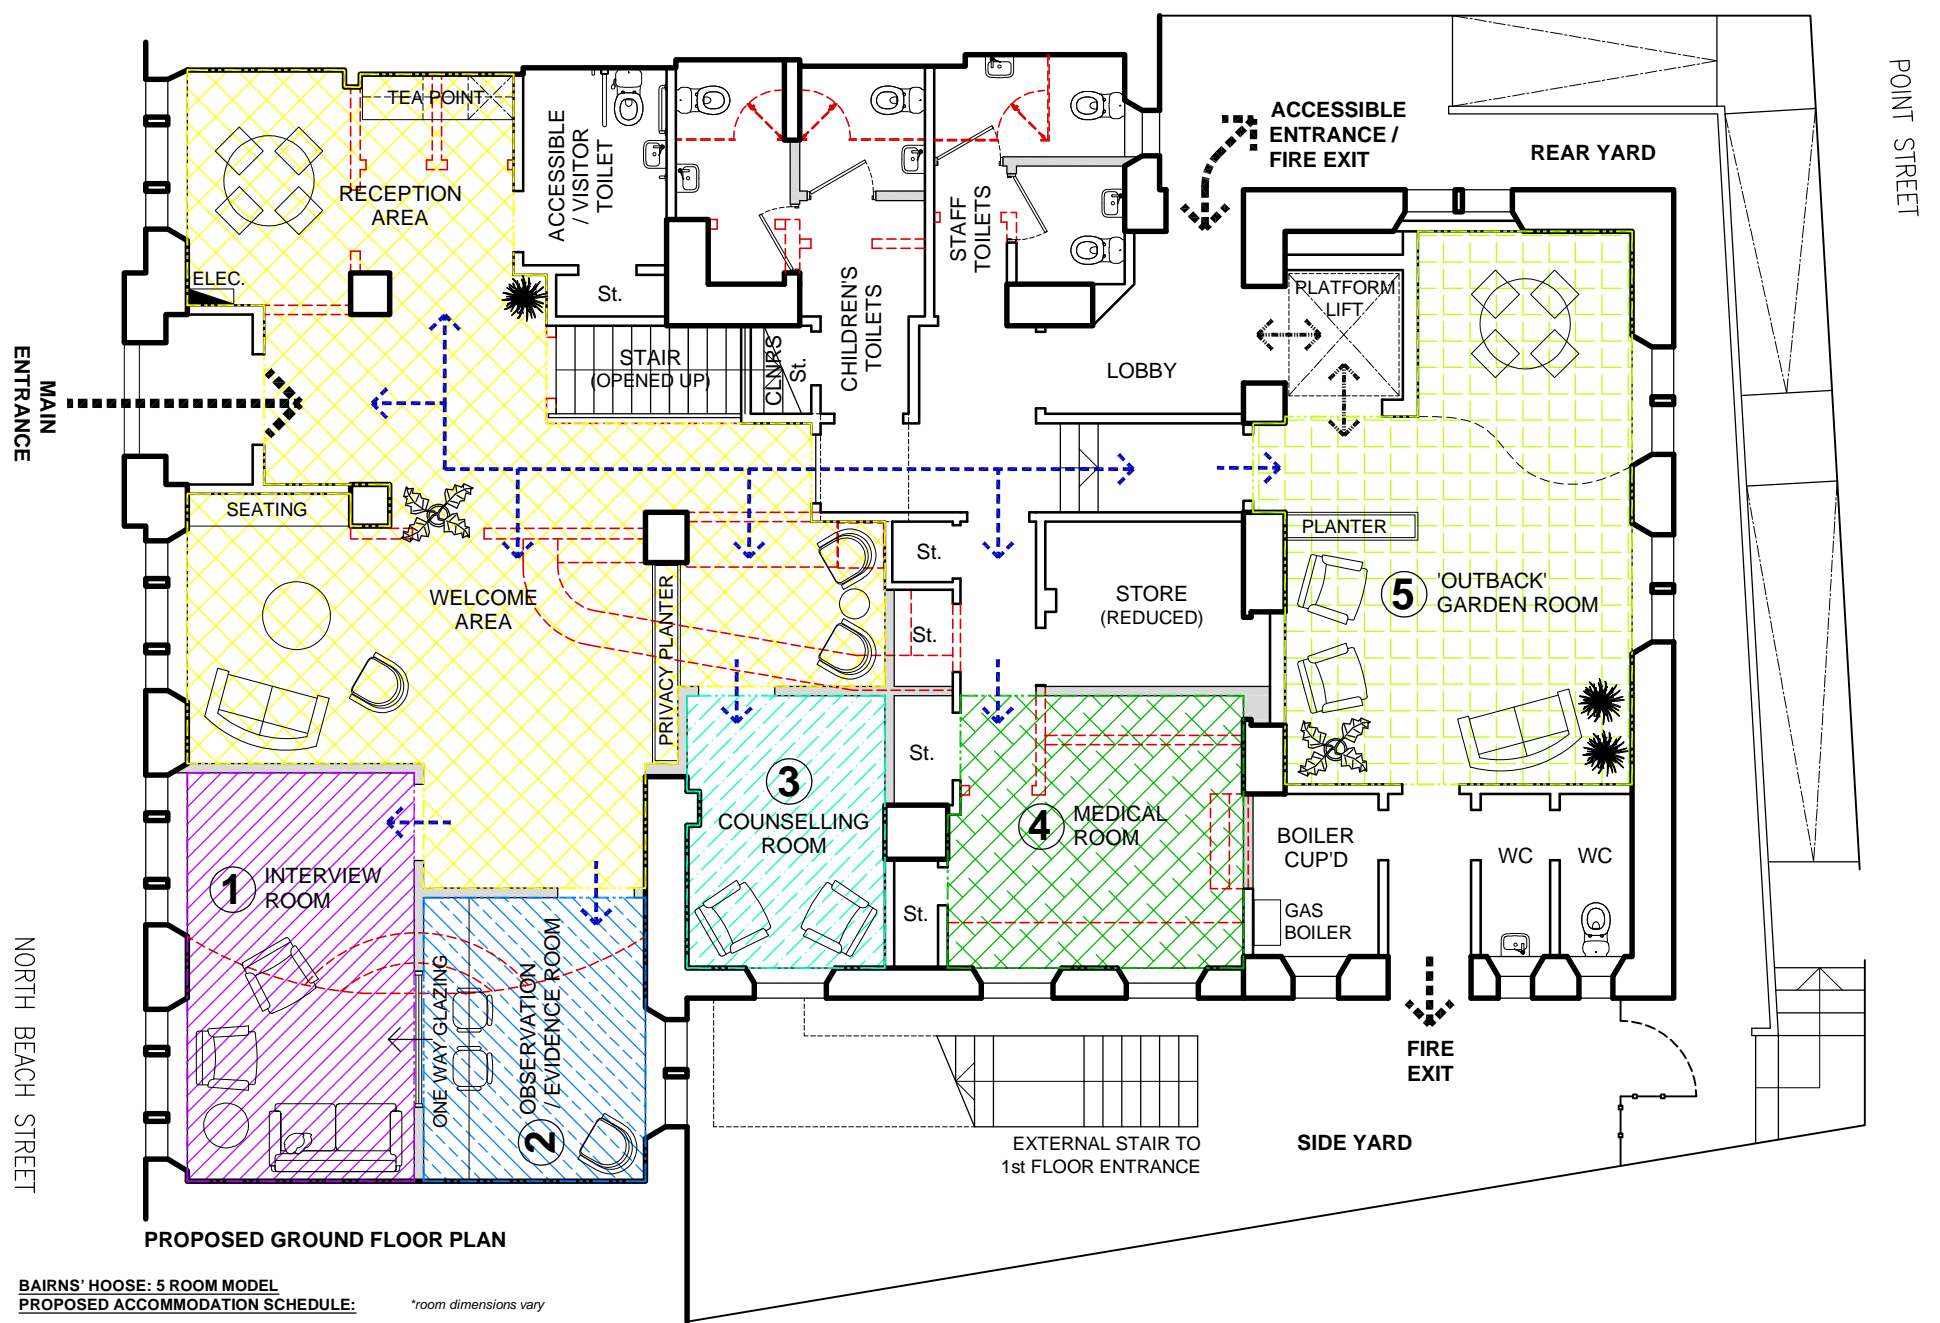 POINT STREET
ACCESSIBLE
ENTRANCE /
FIRE EXIT
REAR YARD
TEA POINT
RECEPTION
AREA
ACCESSIBLE
/ VISITOR
TOILET
STAFF
TOILETS
CHILDREN'S
TOILETS
ELEC.
St.
PLATFORM
LIFT
STAIR
(OPENED UP)
CLNRS
St.
LOBBY
MAIN
ENTRANCE
SEATING
PLANTER
St.
WELCOME
AREA
PRIVACY PLANTER
STORE
(REDUCED)
St.
5
'OUTBACK'
GARDEN ROOM
St.
3
COUNSELLING
ROOM
4
MEDICAL
ROOM
BOILER
CUP'D
WC
WC
1
INTERVIEW
ROOM
St.
GAS
BOILER
ONE WAY GLAZING
2
OBSERVATION
/ EVIDENCE ROOM
NORTH BEACH STREET
FIRE
EXIT
EXTERNAL STAIR TO
1st FLOOR ENTRANCE
SIDE YARD
PROPOSED GROUND FLOOR PLAN
BAIRNS' HOOSE: 5 ROOM MODEL
PROPOSED ACCOMMODATION SCHEDULE:
*room dimensions vary